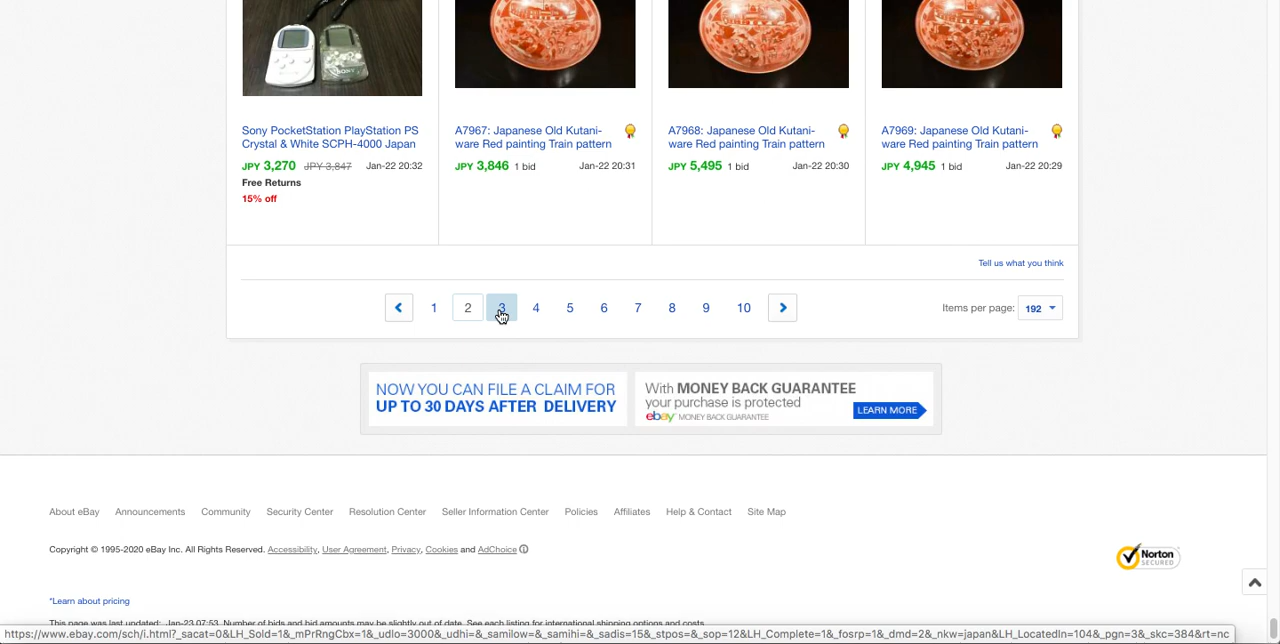 Sony PocketStation PlayStation PS
Crystal & White SCPH-4000 Japan
JPY 3,270 JPY 3,847 Jan-22 20:32
Free Returns
15% off
A7967: Japanese Old Kutani-
ware Red painting Train pattern
JPY 3,846 1 bid Jan-22 20:31
A7968: Japanese Old Kutani-
ware Red painting Train pattern
JPY 5,495 1 bid Jan-22 20:30
A7969: Japanese Old Kutani-
ware Red painting Train pattern
JPY 4,945 1 bid Jan-22 20:29
Tell us what you think
1 2 3 4 5 6 7 8 9 10
Items per page: 192
NOW YOU CAN FILE A CLAIM FOR
UP TO 30 DAYS AFTER DELIVERY
With MONEY BACK GUARANTEE
your purchase is protected
ebay MONEY BACK GUARANTEE
LEARN MORE
About eBay Announcements Community Security Center Resolution Center Seller Information Center Policies Affiliates Help & Contact Site Map
Copyright © 1995-2020 eBay Inc. All Rights Reserved. Accessibility, User Agreement, Privacy, Cookies and AdChoice
Norton
SECURED
*Learn about pricing
This page was last updated: Jan-23 07:53. Number of bids and bid amounts may be slightly out of date. See each listing for international shipping options and costs.
https://www.ebay.com/sch/i.html?_sacat=0&LH_Sold=1&_mPrRngCbx=1&_udlo=3000&_udhi=&_samilow=&_samihi=&_sadis=15&_stpos=&_sop=12&LH_Complete=1&_fosrp=1&_dmd=2&_nkw=japan&LH_LocatedIn=104&_pgn=3&_skc=384&rt=nc